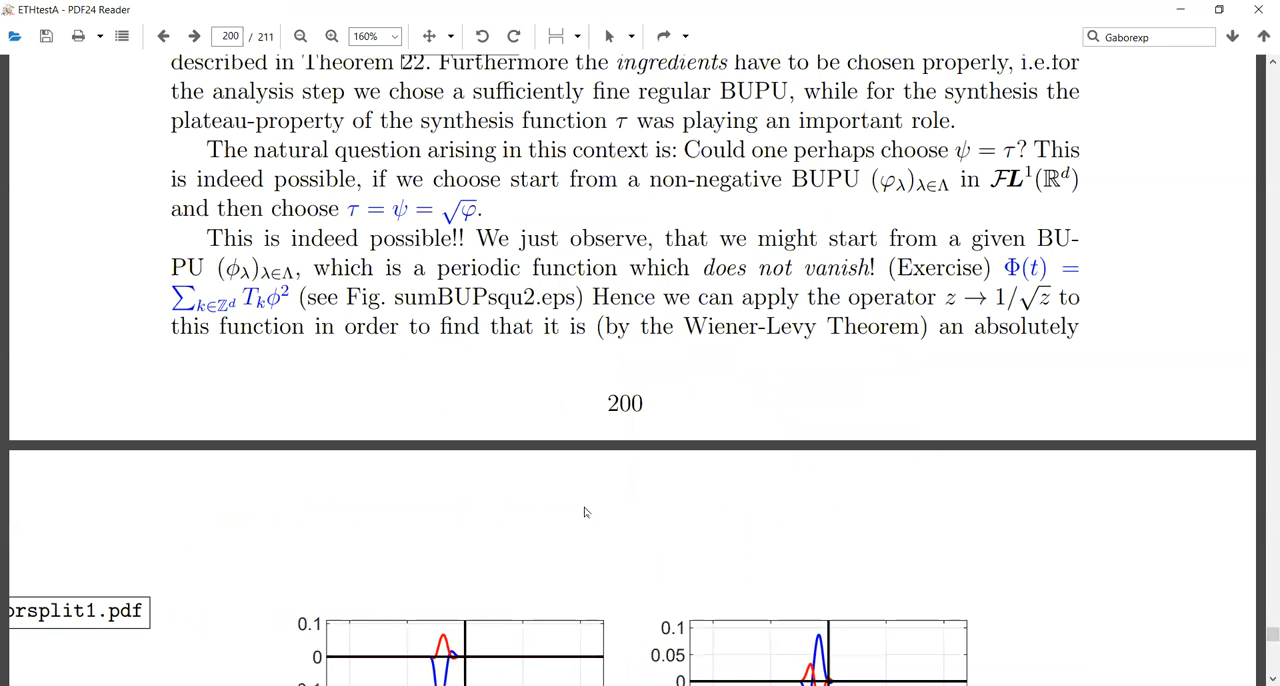 ETHtestA - PDF24 Reader
200 / 211
160%
Gaborexp
described in Theorem 22. Furthermore the ingredients have to be chosen properly, i.e.for
the analysis step we chose a sufficiently fine regular BUPU, while for the synthesis the
plateau-property of the synthesis function τ was playing an important role.
The natural question arising in this context is: Could one perhaps choose ψ = τ? This
is indeed possible, if we choose start from a non-negative BUPU (φ_λ)_{λ∈Λ} in 𝓕L¹(ℝ^d)
and then choose τ = ψ = √φ.
This is indeed possible!! We just observe, that we might start from a given BU-
PU (ϕ_λ)_{λ∈Λ}, which is a periodic function which does not vanish! (Exercise) Φ(t) =
∑_{k∈ℤ^d} T_kϕ² (see Fig. sumBUPsqu2.eps) Hence we can apply the operator z → 1/√z to
this function in order to find that it is (by the Wiener-Levy Theorem) an absolutely
200
orsplit1.pdf
0.1
0
0.1
0.05
0